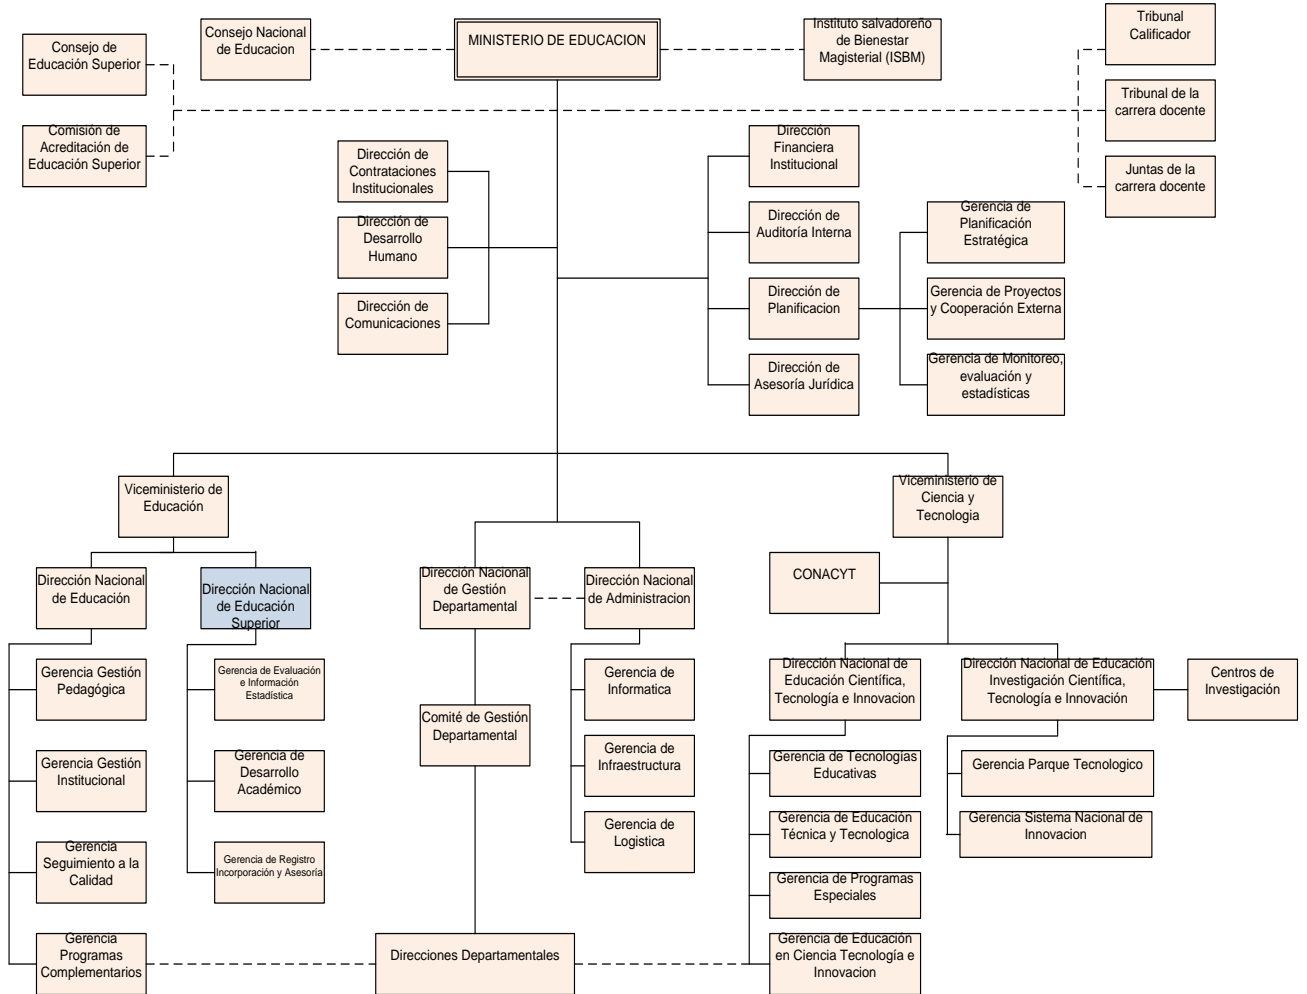 Consejo de
Educación Superior
Consejo Nacional
de Educacion
MINISTERIO DE EDUCACION
Instituto salvadoreño
de Bienestar
Magisterial (ISBM)
Tribunal
Calificador
Comisión de
Acreditación de
Educación Superior
Tribunal de la
carrera docente
Juntas de la
carrera docente
Dirección de
Contrataciones
Institucionales
Dirección de
Desarrollo
Humano
Dirección de
Comunicaciones
Dirección
Financiera
Institucional
Dirección de
Auditoría Interna
Dirección de
Planificacion
Dirección de
Asesoría Jurídica
Gerencia de
Planificación
Estratégica
Gerencia de Proyectos
y Cooperación Externa
Gerencia de Monitoreo,
evaluación y
estadísticas
Viceministerio de
Educación
Viceministerio de
Ciencia y
Tecnologia
Dirección Nacional
de Educación
Dirección Nacional
de Educación
Superior
Dirección Nacional
de Gestión
Departamental
Dirección Nacional
de Administracion
CONACYT
Gerencia Gestión
Pedagógica
Gerencia Gestión
Institucional
Gerencia
Seguimiento a la
Calidad
Gerencia
Programas
Complementarios
Gerencia de Evaluación
e Información
Estadística
Gerencia de
Desarrollo
Académico
Gerencia de Registro
Incorporación y Asesoría
Comité de Gestión
Departamental
Direcciones Departamentales
Gerencia de
Informatica
Gerencia de
Infraestructura
Gerencia de
Logistica
Dirección Nacional de
Educación Científica,
Tecnología e Innovacion
Dirección Nacional de Educación
Investigación Científica,
Tecnología e Innovación
Centros de
Investigación
Gerencia de Tecnologías
Educativas
Gerencia de Educación
Técnica y Tecnologica
Gerencia de Programas
Especiales
Gerencia de Educación
en Ciencia Tecnología e
Innovacion
Gerencia Parque Tecnologico
Gerencia Sistema Nacional de
Innovacion